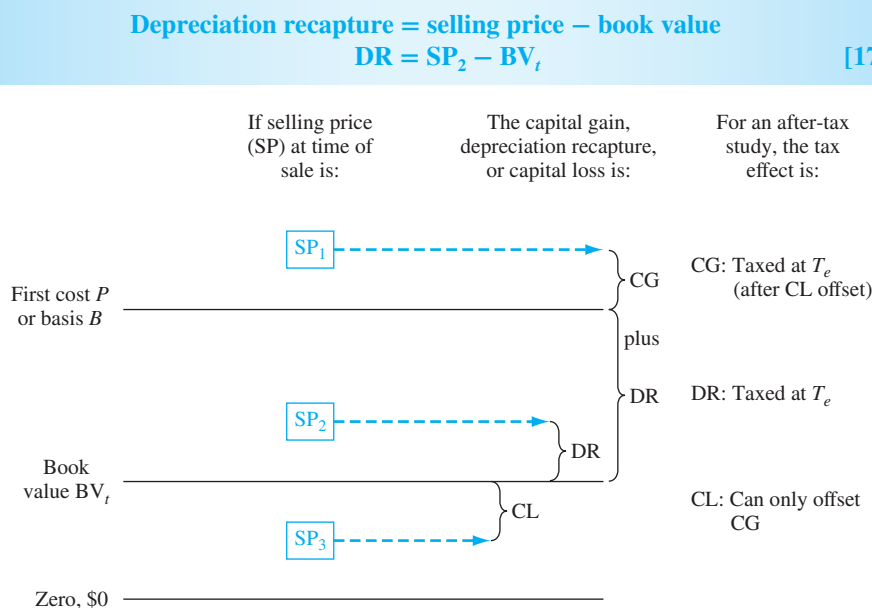 Depreciation recapture = selling price − book value
DR = SP₂ − BVₜ [17
If selling price
(SP) at time of
sale is:
The capital gain,
depreciation recapture,
or capital loss is:
For an after-tax
study, the tax
effect is:
SP₁
CG
CG: Taxed at Tₑ
(after CL offset)
First cost P
or basis B
plus
DR
DR: Taxed at Tₑ
SP₂
DR
Book
value BVₜ
CL
CL: Can only offset
CG
SP₃
Zero, $0